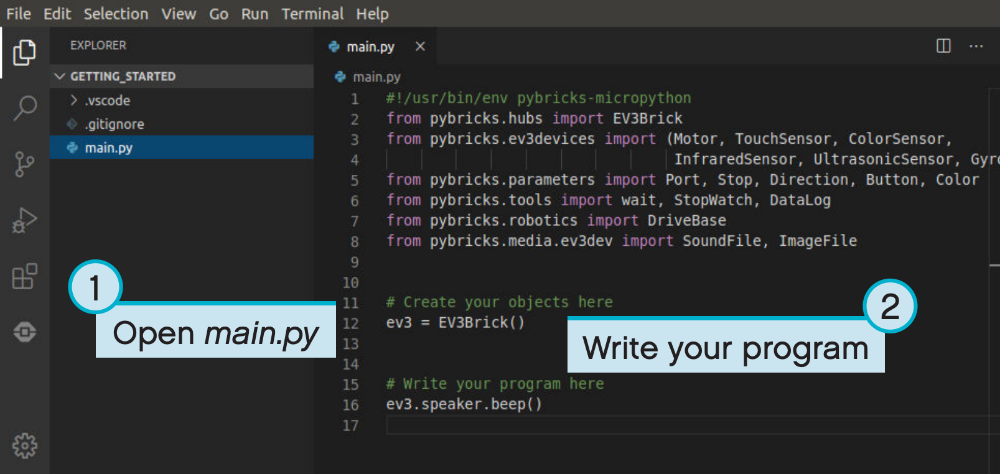 File Edit Selection View Go Run Terminal Help
EXPLORER
GETTING_STARTED
.vscode
.gitignore
main.py
main.py
main.py
1 #!/usr/bin/env pybricks-micropython
2 from pybricks.hubs import EV3Brick
3 from pybricks.ev3devices import (Motor, TouchSensor, ColorSensor,
4 InfraredSensor, UltrasonicSensor, Gyro
5 from pybricks.parameters import Port, Stop, Direction, Button, Color
6 from pybricks.tools import wait, StopWatch, DataLog
7 from pybricks.robotics import DriveBase
8 from pybricks.media.ev3dev import SoundFile, ImageFile
9
10
11 # Create your objects here
12 ev3 = EV3Brick()
13
14
15 # Write your program here
16 ev3.speaker.beep()
17
1
Open main.py
2
Write your program